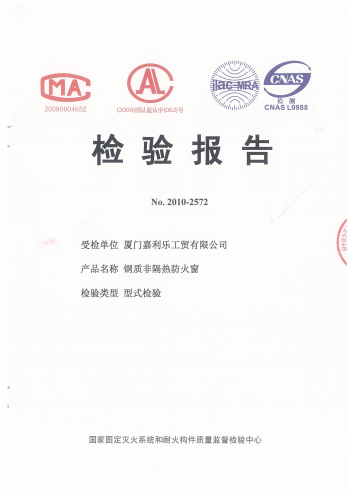 MA
AL
ilac-MRA
CNAS
2008000465Z
(2008)国认监认字(062)号
检 测
CNAS L0988
检验报告
No. 2010-2572
受检单位 厦门嘉利乐工贸有限公司
产品名称 钢质非隔热防火窗
检验类型 型式检验
国家固定灭火系统和耐火构件质量监督检验中心